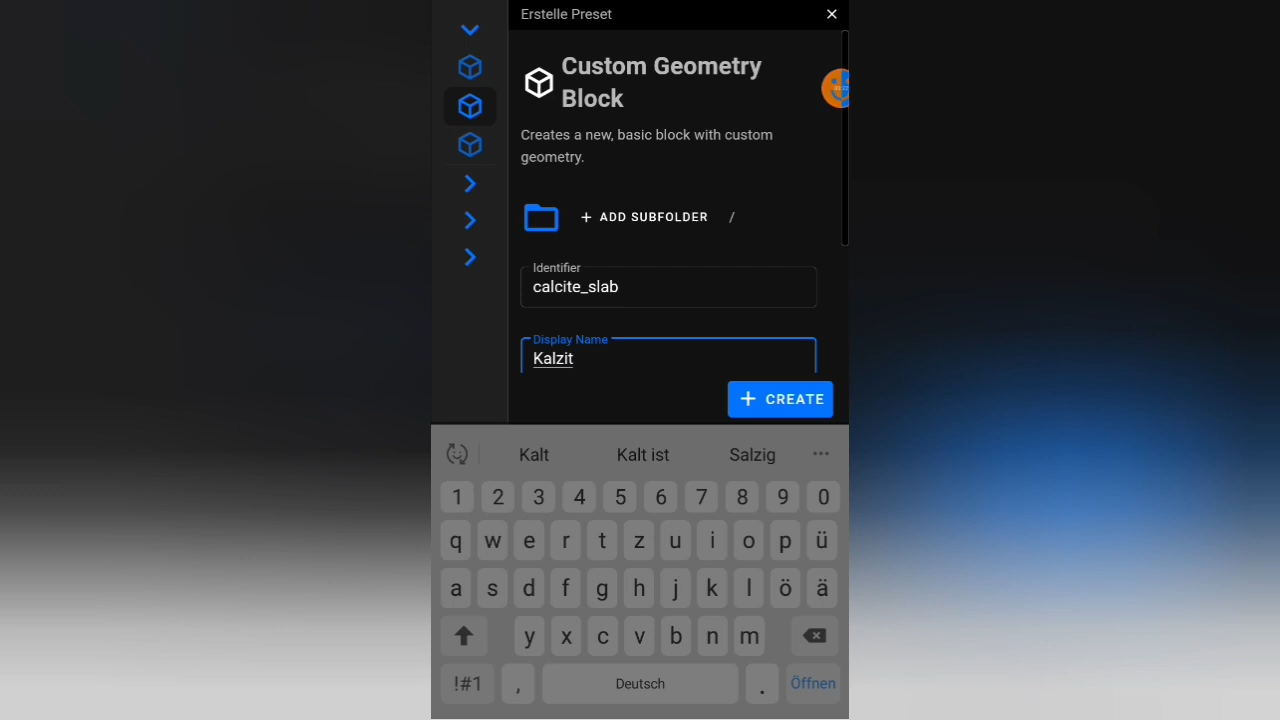 Erstelle Preset
Custom Geometry
Block
Creates a new, basic block with custom
geometry.
+ ADD SUBFOLDER /
Identifier
calcite_slab
Display Name
Kalzit
+ CREATE
Kalt Kalt ist Salzig ...
1 2 3 4 5 6 7 8 9 0
q w e r t z u i o p ü
a s d f g h j k l ö ä
y x c v b n m
!#1 , Deutsch . Öffnen